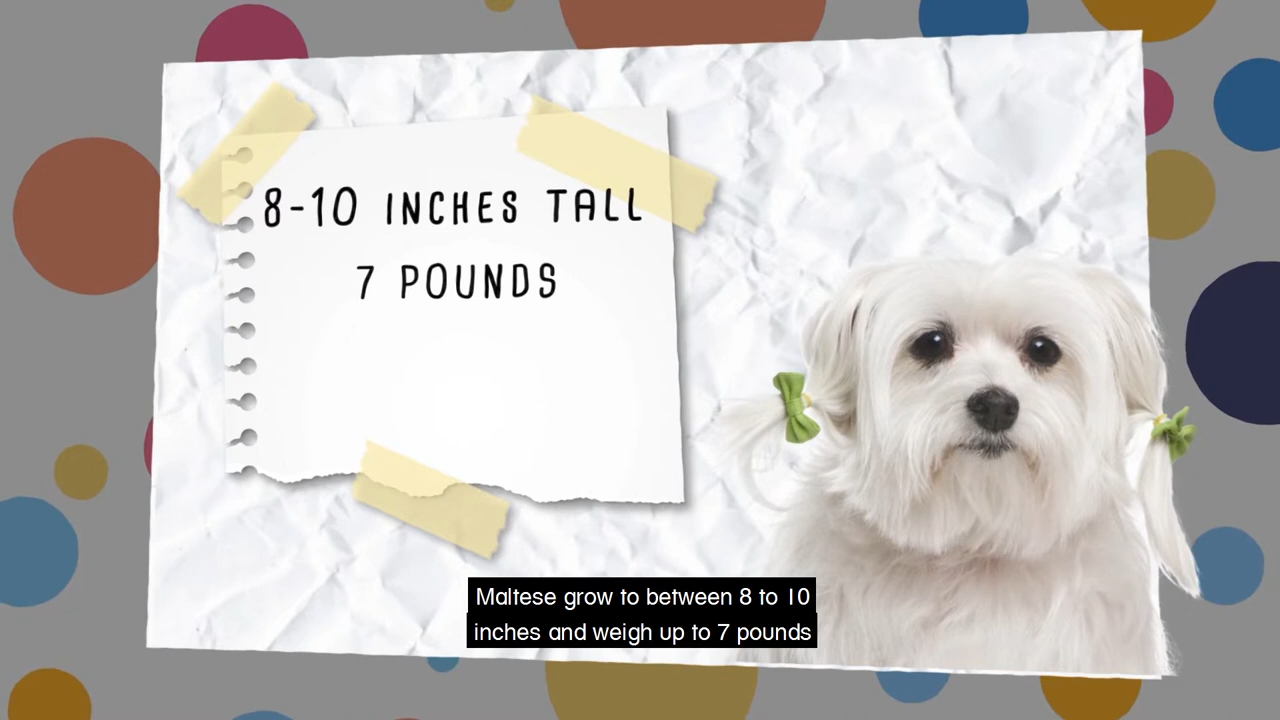 8-10 INCHES TALL
7 POUNDS
Maltese grow to between 8 to 10
inches and weigh up to 7 pounds